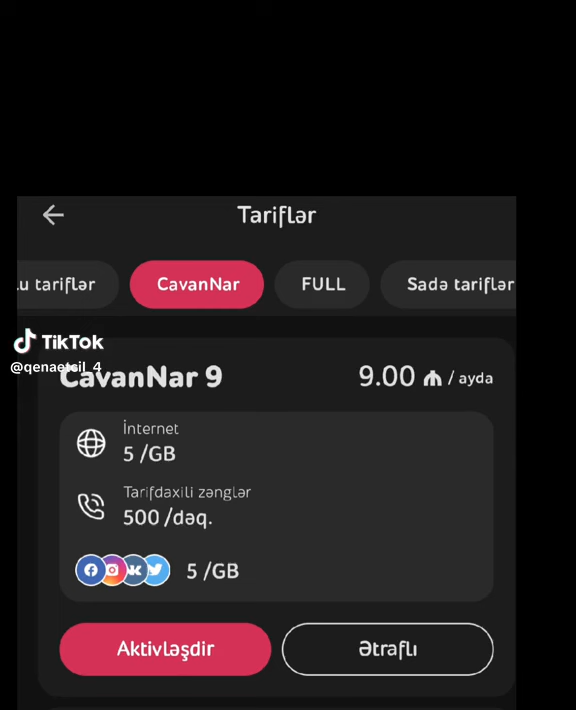 Tariflər
.u tariflər CavanNar FULL Sadə tariflər
TikTok
@qenaetcil_4
CavanNar 9 9.00 ₼ / ayda
İnternet
5 /GB
Tarifdaxili zənglər
500 /dəq.
5 /GB
Aktivləşdir Ətraflı